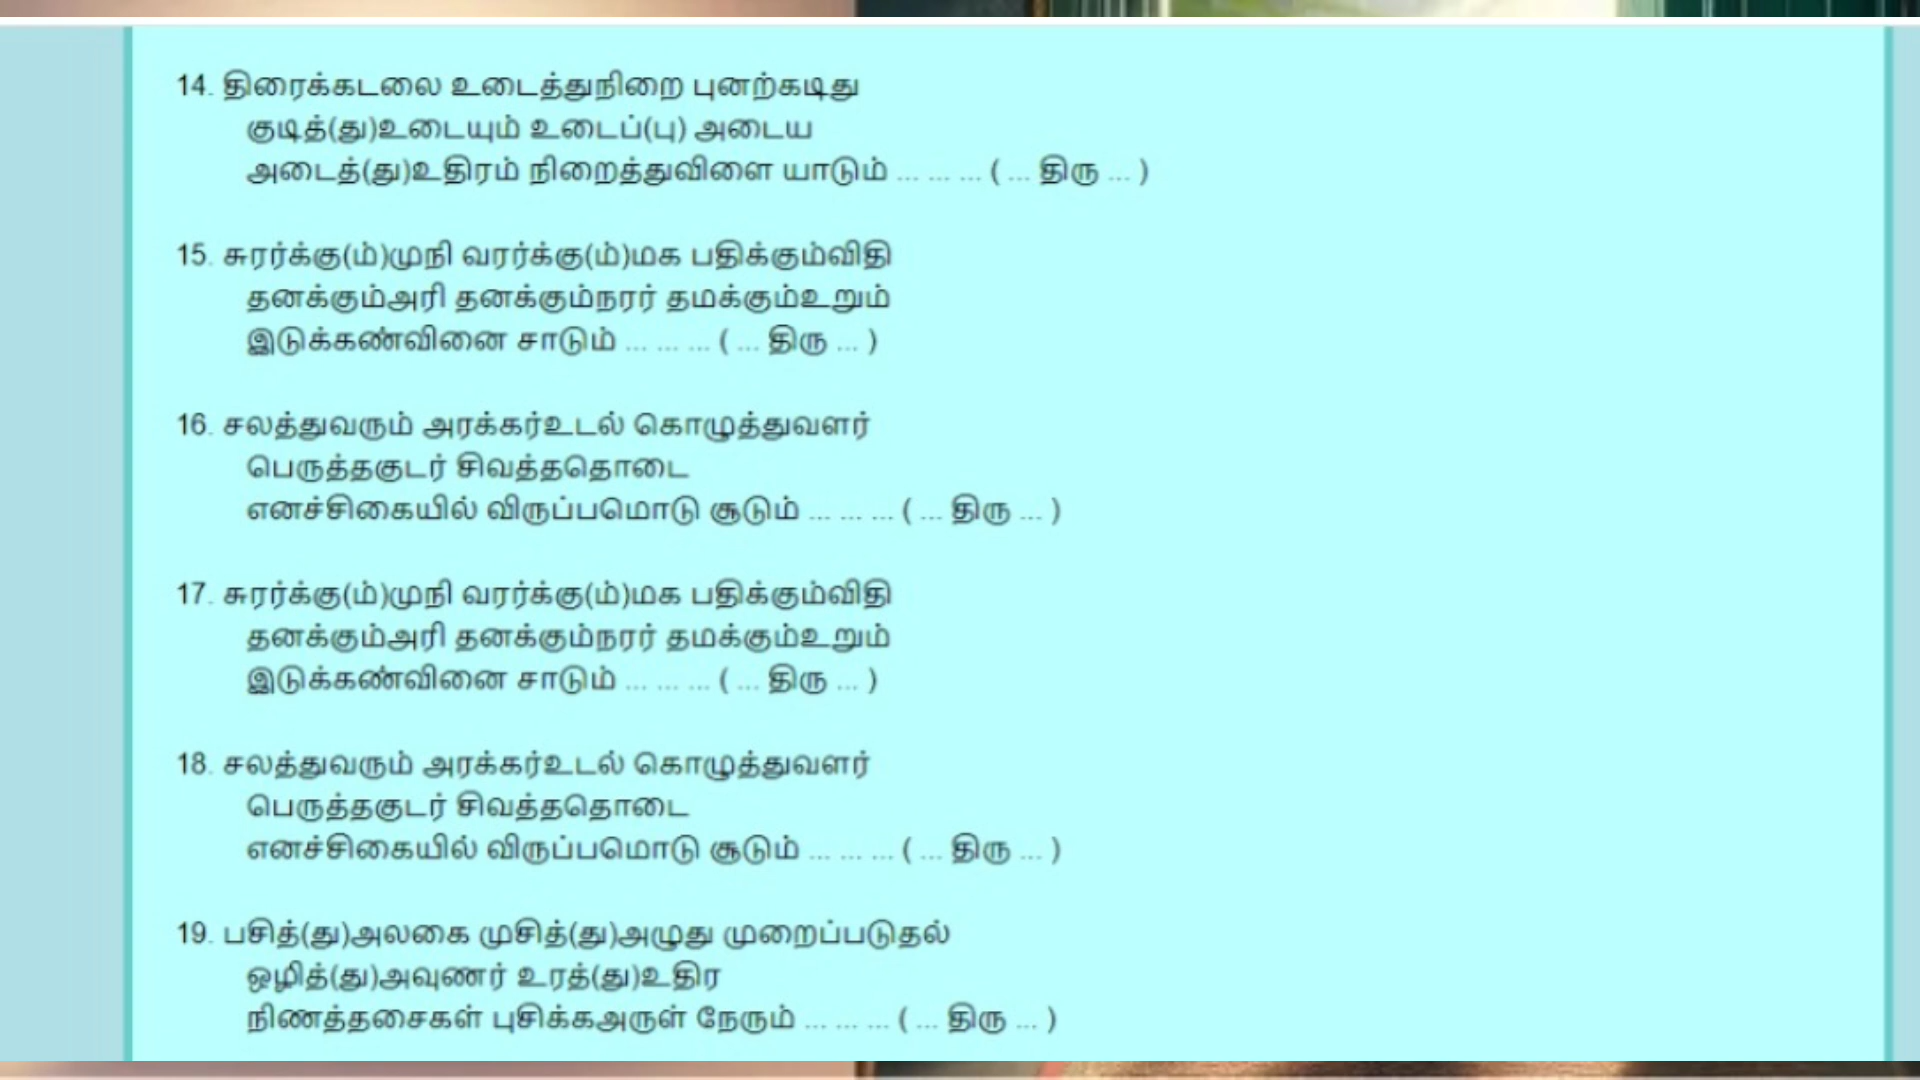 14. திரைக்கடலை உடைத்துநிறை புனற்கடிது
குடித்(து)உடையும் உடைப்(பு) அடைய
அடைத்(து)உதிரம் நிறைத்துவிளை யாடும் ... ... ... ( ... திரு ... )
15. சுரர்க்கு(ம்)முநி வரர்க்கு(ம்)மக பதிக்கும்விதி
தனக்கும்அரி தனக்கும்நரர் தமக்கும்உறும்
இடுக்கண்வினை சாடும் ... ... ... ( ... திரு ... )
16. சலத்துவரும் அரக்கர்உடல் கொழுத்துவளர்
பெருத்தகுடர் சிவத்ததொடை
எனச்சிகையில் விருப்பமொடு சூடும் ... ... ... ( ... திரு ... )
17. சுரர்க்கு(ம்)முநி வரர்க்கு(ம்)மக பதிக்கும்விதி
தனக்கும்அரி தனக்கும்நரர் தமக்கும்உறும்
இடுக்கண்வினை சாடும் ... ... ... ( ... திரு ... )
18. சலத்துவரும் அரக்கர்உடல் கொழுத்துவளர்
பெருத்தகுடர் சிவத்ததொடை
எனச்சிகையில் விருப்பமொடு சூடும் ... ... ... ( ... திரு ... )
19. பசித்(து)அலகை முசித்(து)அழுது முறைப்படுதல்
ஒழித்(து)அவுணர் உரத்(து)உதிர
நிணத்தசைகள் புசிக்கஅருள் நேரும் ... ... ... ( ... திரு ... )